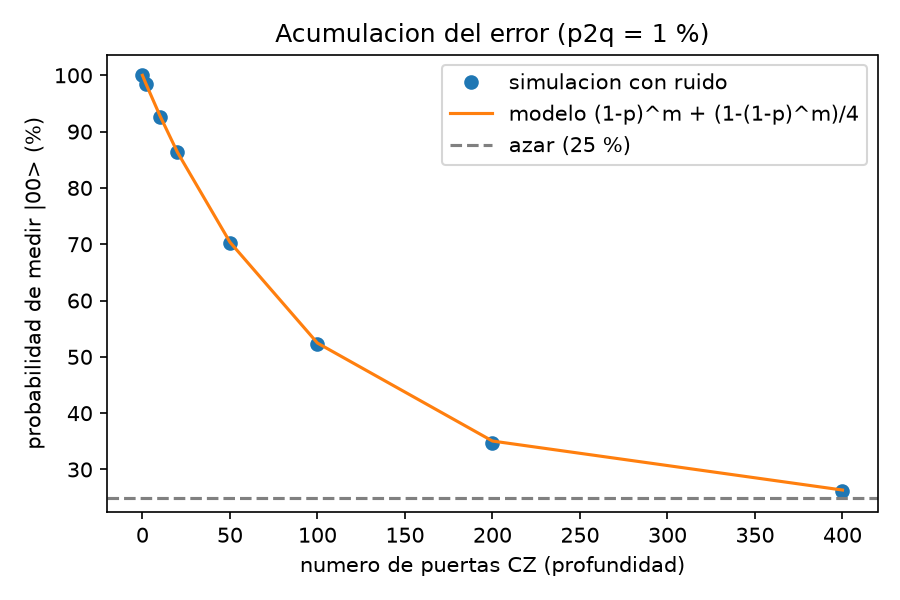 Acumulacion del error (p2q = 1 %)
simulacion con ruido
modelo (1-p)^m + (1-(1-p)^m)/4
azar (25 %)
probabilidad de medir |00> (%)
100
90
80
70
60
50
40
30
0 50 100 150 200 250 300 350 400
numero de puertas CZ (profundidad)